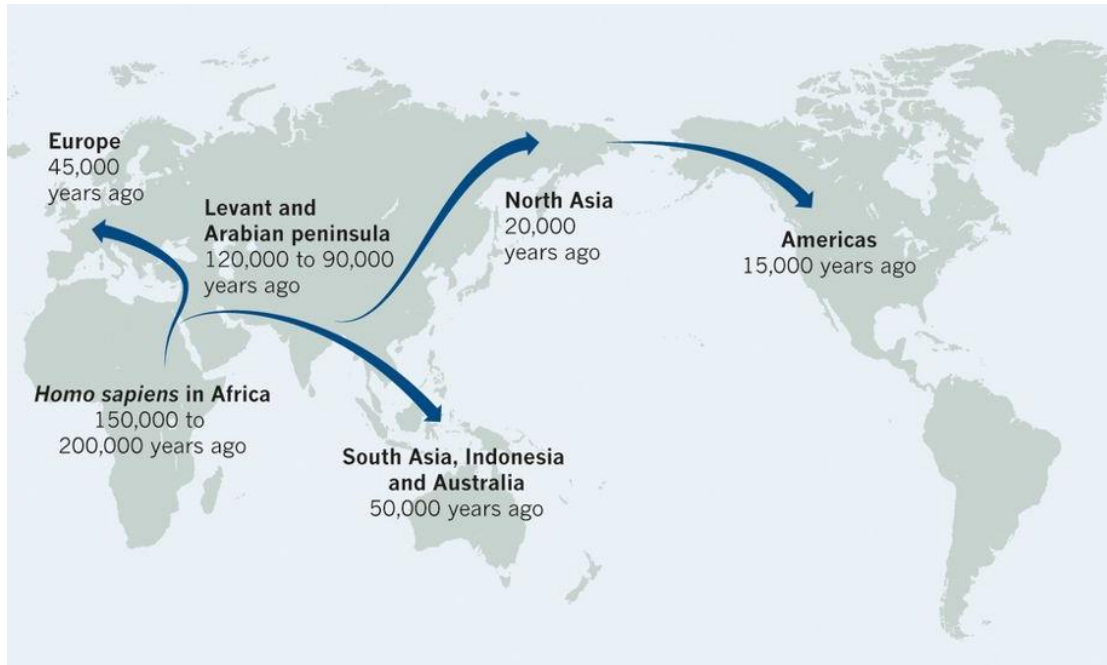 Europe
45,000
years ago
Levant and
Arabian peninsula
120,000 to 90,000
years ago
North Asia
20,000
years ago
Americas
15,000 years ago
Homo sapiens in Africa
150,000 to
200,000 years ago
South Asia, Indonesia
and Australia
50,000 years ago